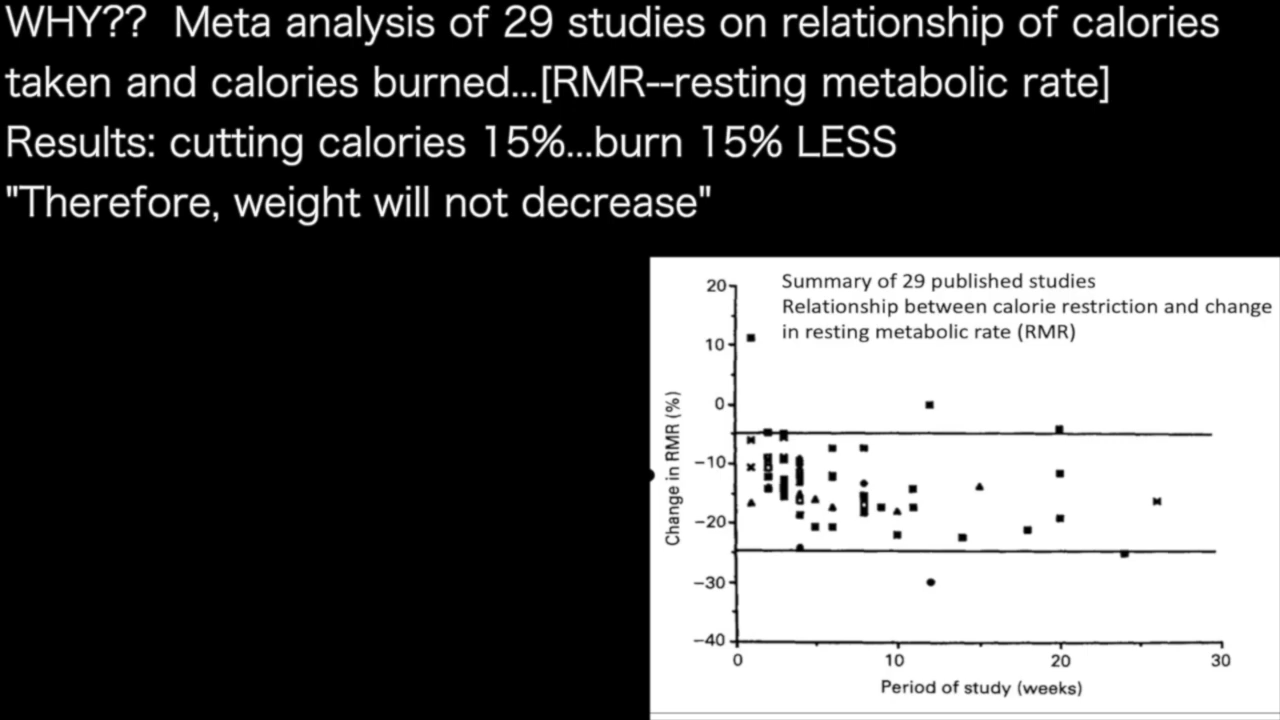 WHY??  Meta analysis of 29 studies on relationship of calories
taken and calories burned...[RMR--resting metabolic rate]
Results: cutting calories 15%...burn 15% LESS
"Therefore, weight will not decrease"
Summary of 29 published studies
Relationship between calorie restriction and change
in resting metabolic rate (RMR)
20
10
0
−10
−20
−30
−40
Change in RMR (%)
0 10 20 30
Period of study (weeks)